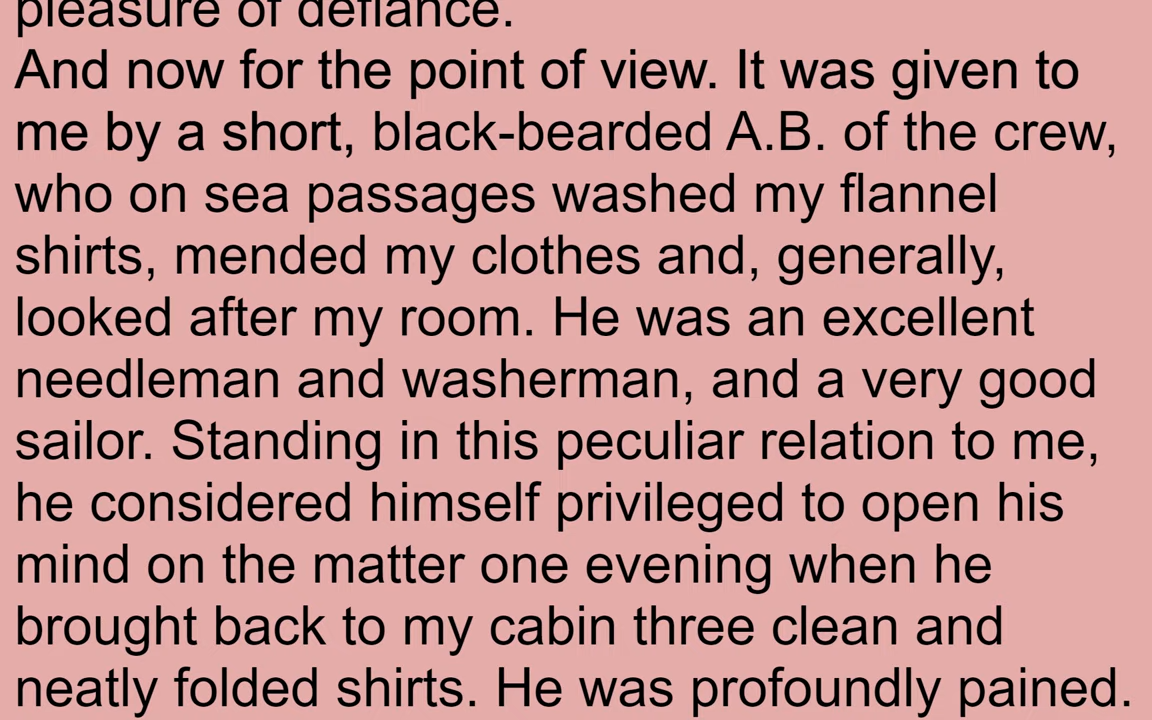 pleasure of defiance.
And now for the point of view. It was given to
me by a short, black-bearded A.B. of the crew,
who on sea passages washed my flannel
shirts, mended my clothes and, generally,
looked after my room. He was an excellent
needleman and washerman, and a very good
sailor. Standing in this peculiar relation to me,
he considered himself privileged to open his
mind on the matter one evening when he
brought back to my cabin three clean and
neatly folded shirts. He was profoundly pained.